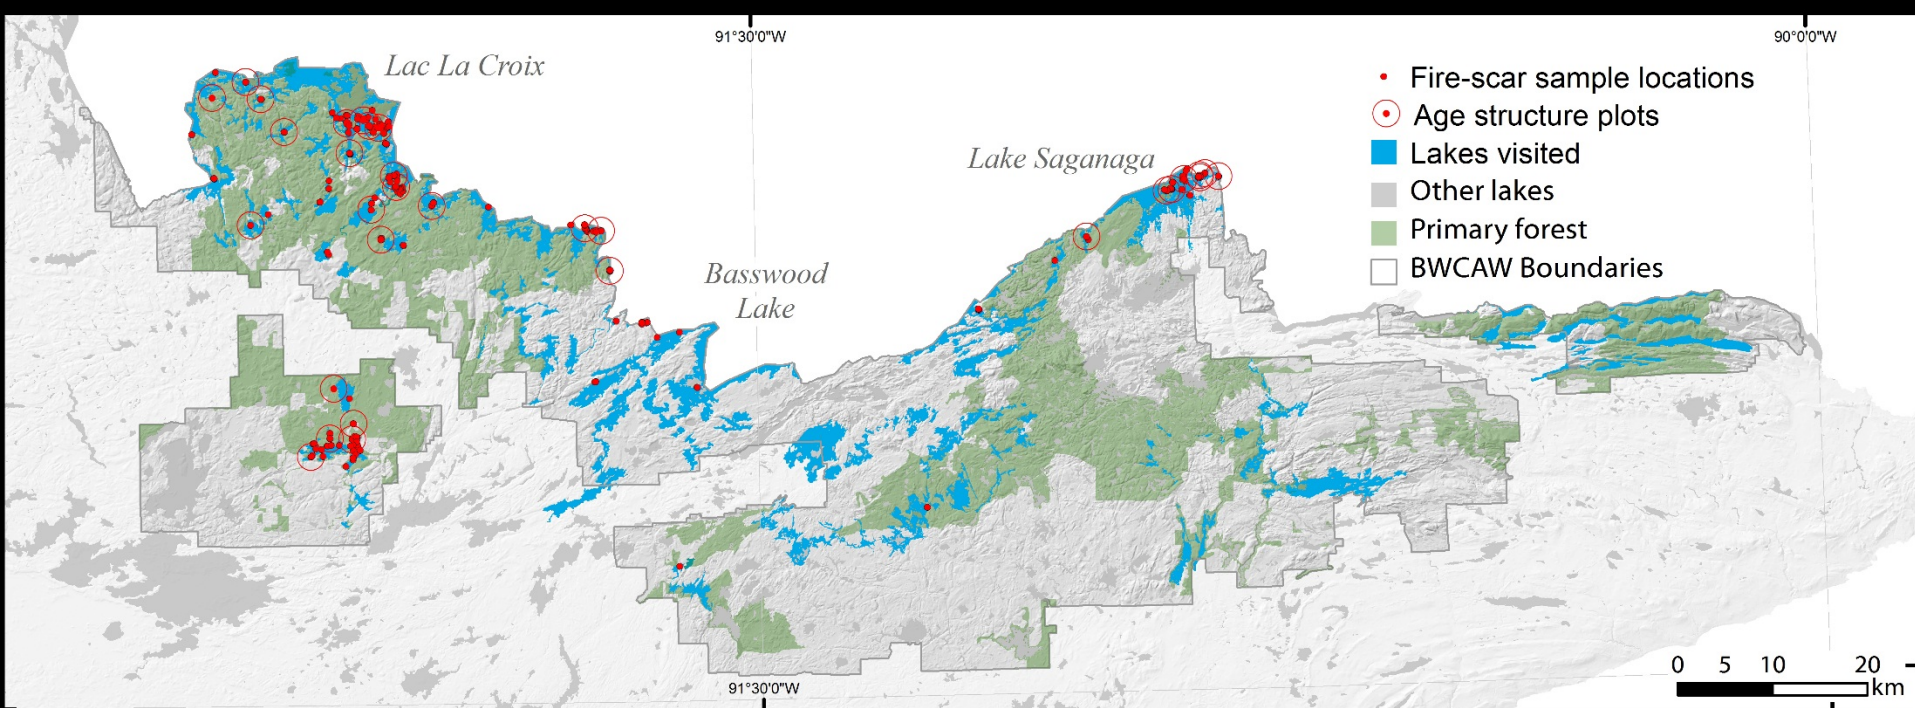 91°30'0"W
90°0'0"W
Lac La Croix
Fire-scar sample locations
Age structure plots
Lake Saganaga
Lakes visited
Other lakes
Primary forest
Basswood
Lake
BWCAW Boundaries
0 5 10 20
km
91°30'0"W